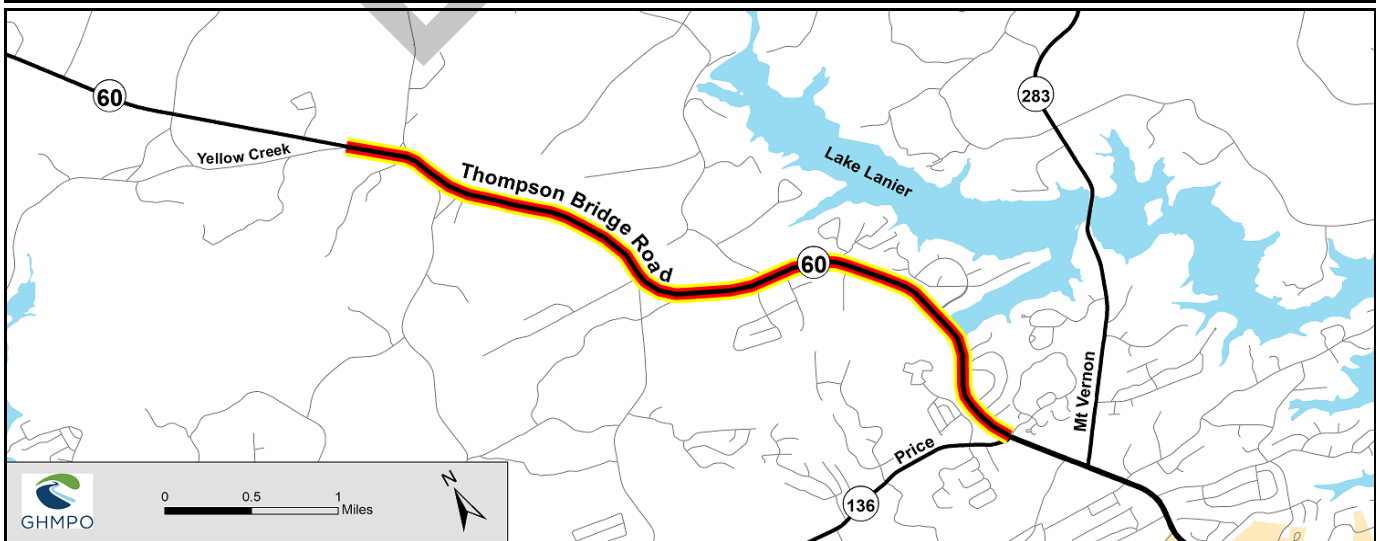 60
283
Yellow Creek
Thompson Bridge Road
Lake Lanier
60
Mt Vernon
Price
136
GHMPO
0 0.5 1
Miles
N